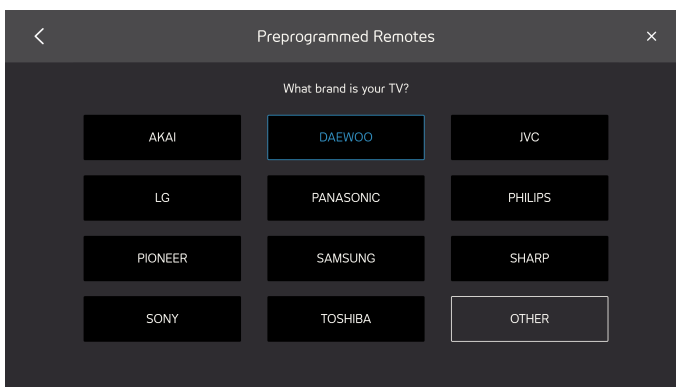 Preprogrammed Remotes
What brand is your TV?
AKAI
DAEWOO
JVC
LG
PANASONIC
PHILIPS
PIONEER
SAMSUNG
SHARP
SONY
TOSHIBA
OTHER